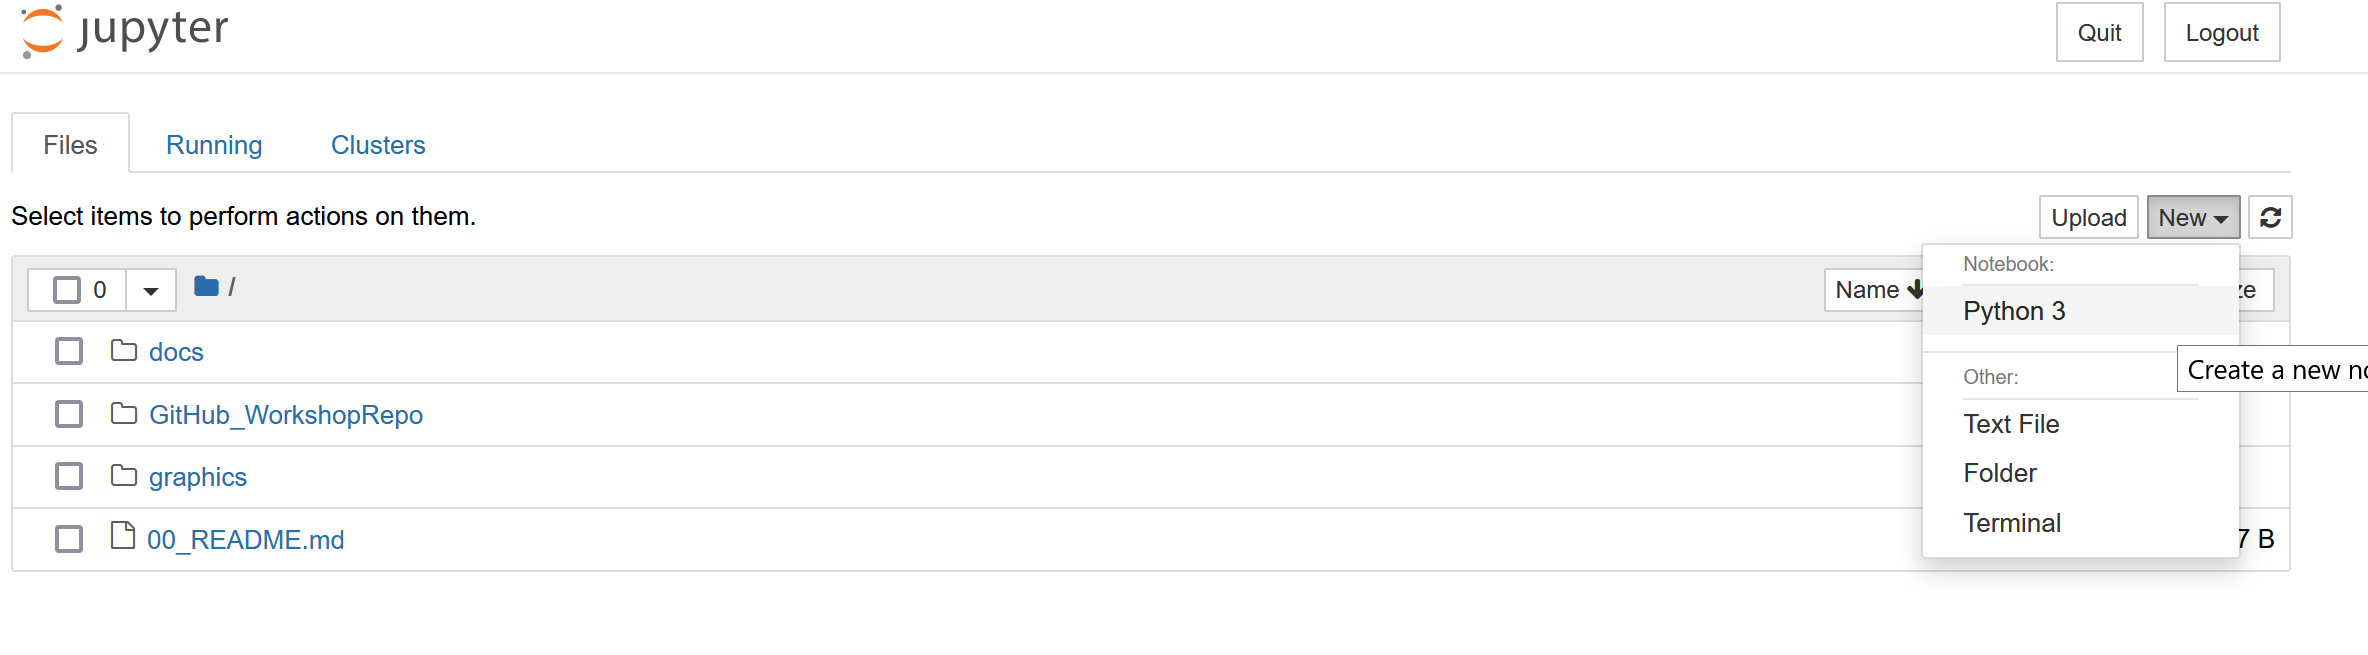 jupyter
Quit
Logout
Files
Running
Clusters
Select items to perform actions on them.
Upload
New
0
/
Name
Notebook:
Python 3
Create a new
Other:
docs
GitHub_WorkshopRepo
graphics
00_README.md
Text File
Folder
Terminal
7 B